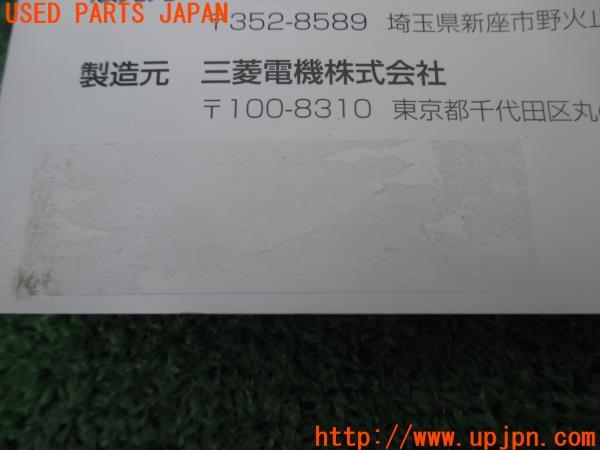 USED PARTS JAPAN
〒352-8589 埼玉県新座市野火止
製造元 三菱電機株式会社
〒100-8310 東京都千代田区丸の
http://www.upjpn.com